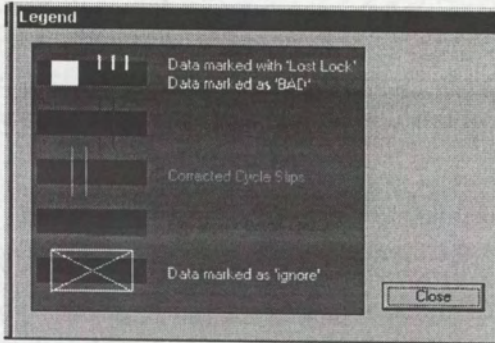 Legend
Data marked with 'Lost Lock'
Data marked as 'BAD'
Corrected Cycle Slips
Data marked as 'ignore'
Close